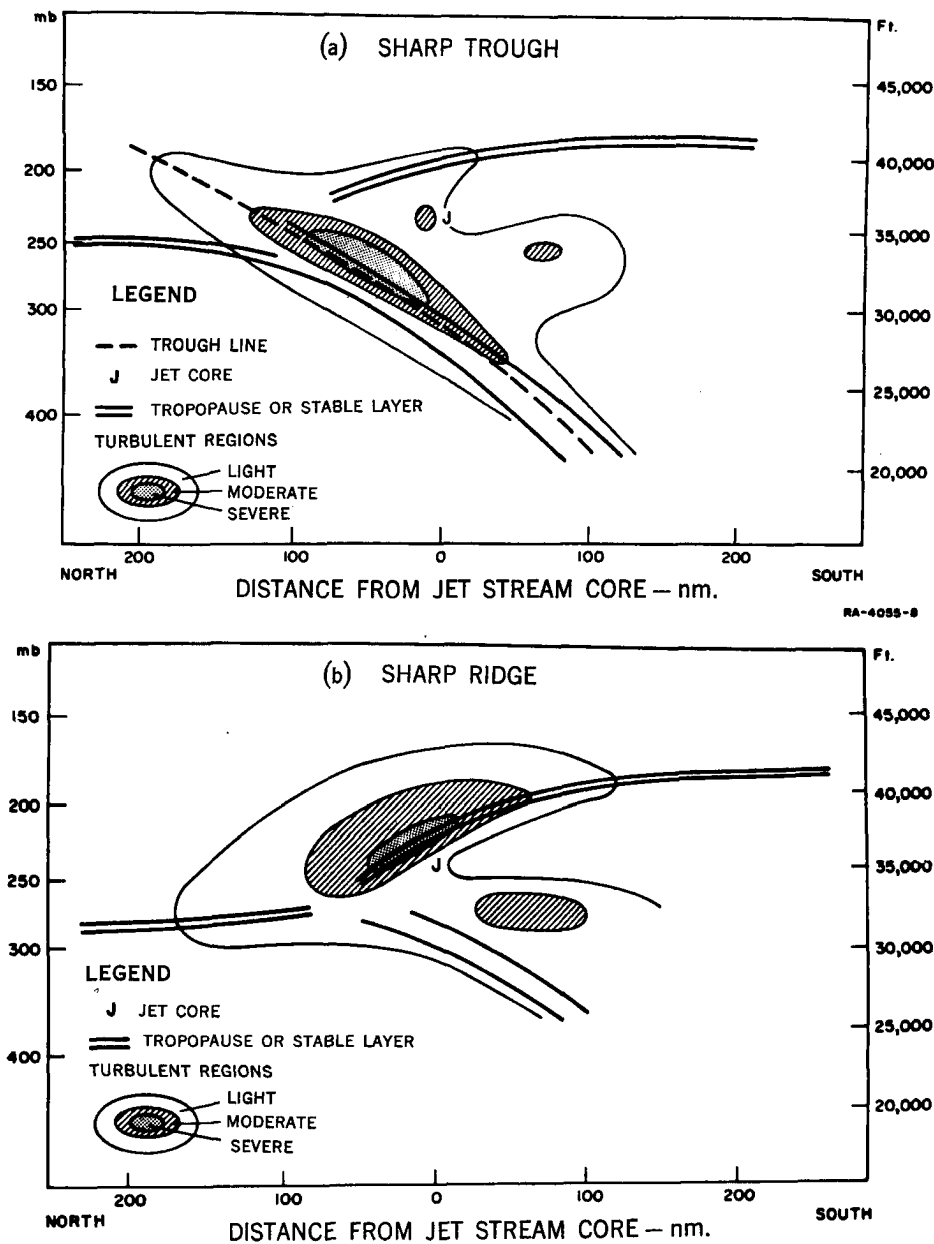 mb
(a) SHARP TROUGH
Ft.
150
45,000
200
40,000
J
250
35,000
LEGEND
300
30,000
TROUGH LINE
J JET CORE
25,000
400
TROPOPAUSE OR STABLE LAYER
TURBULENT REGIONS
LIGHT
20,000
MODERATE
SEVERE
200 100 0 100 200
NORTH SOUTH
DISTANCE FROM JET STREAM CORE — nm.
RA-4055-8
mb
(b) SHARP RIDGE
Ft.
150
45,000
200
40,000
J
35,000
250
300
30,000
LEGEND
J JET CORE
TROPOPAUSE OR STABLE LAYER
25,000
400
TURBULENT REGIONS
LIGHT
20,000
MODERATE
SEVERE
200 100 0 100 200
NORTH SOUTH
DISTANCE FROM JET STREAM CORE — nm.